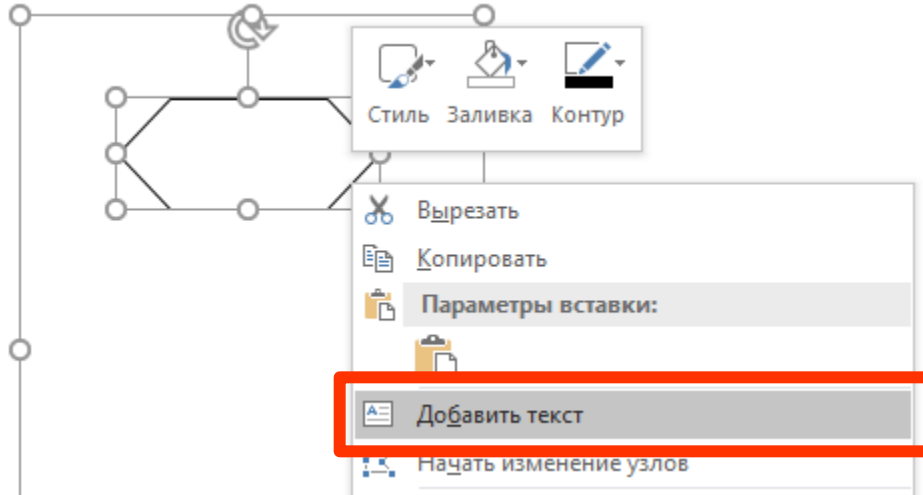 Стиль Заливка Контур
Вырезать
Копировать
Параметры вставки:
Добавить текст
Начать изменение узлов